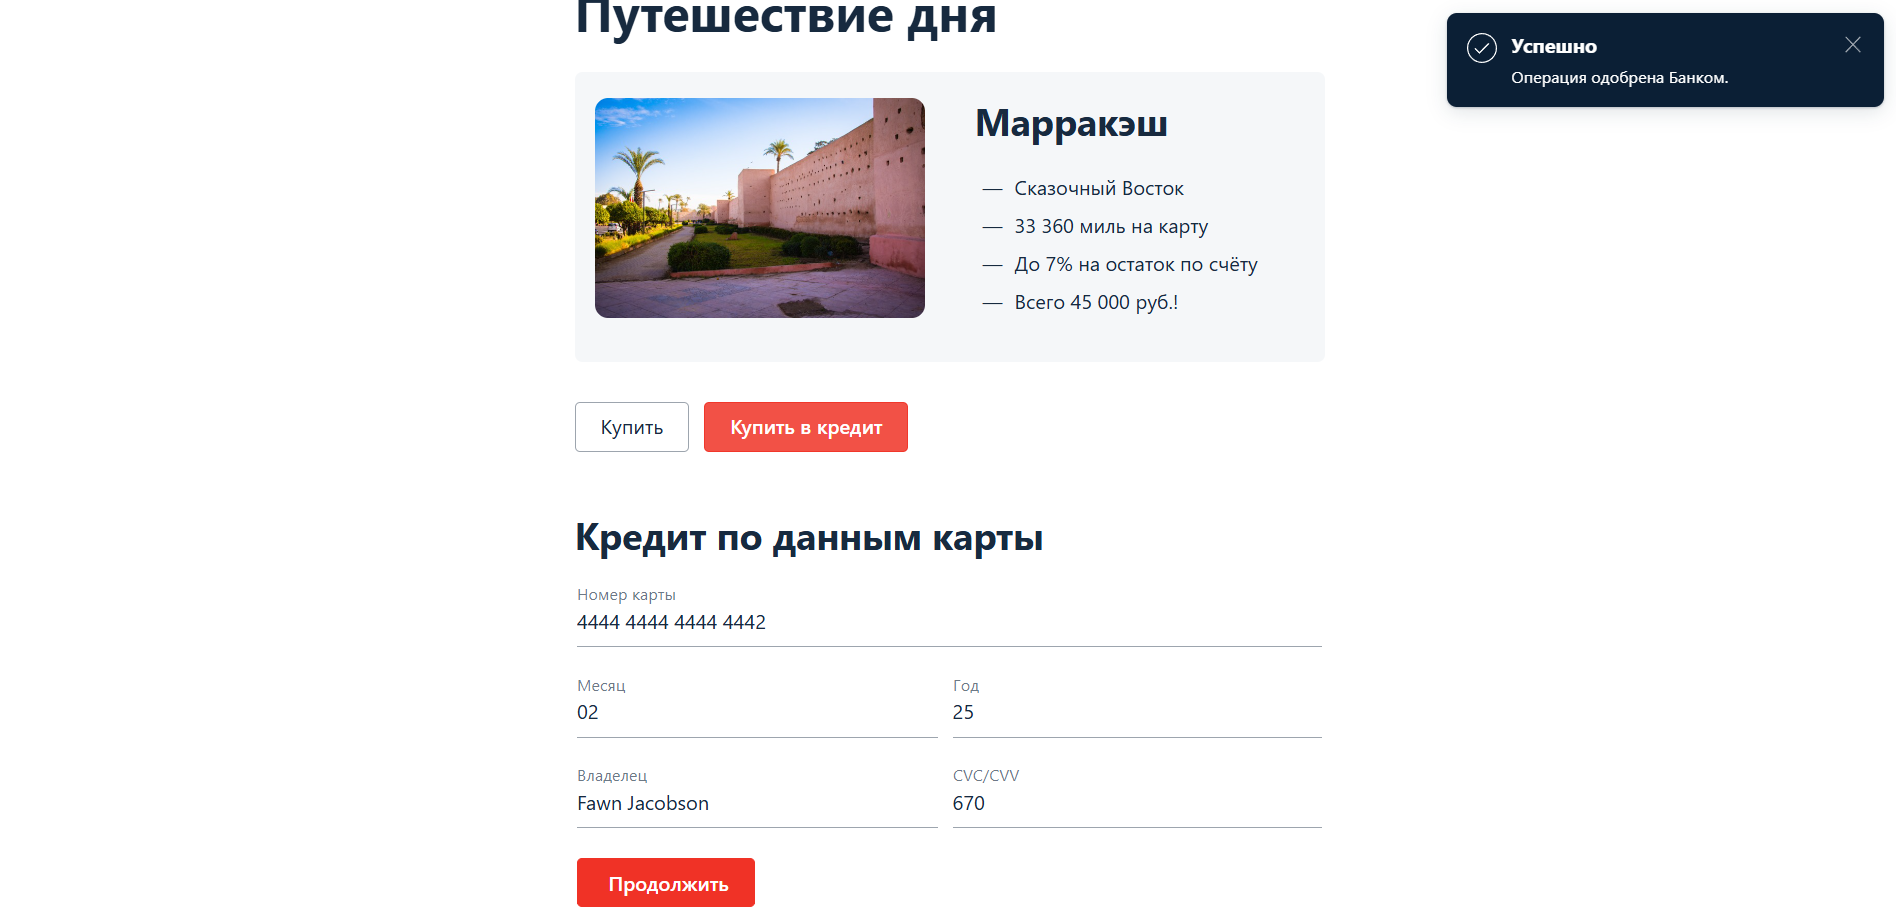 Путешествие дня
Успешно
Операция одобрена Банком.
Марракэш
— Сказочный Восток
— 33 360 миль на карту
— До 7% на остаток по счёту
— Всего 45 000 руб.!
Купить
Купить в кредит
Кредит по данным карты
Номер карты
4444 4444 4444 4442
Месяц
Год
02
25
Владелец
CVC/CVV
Fawn Jacobson
670
Продолжить